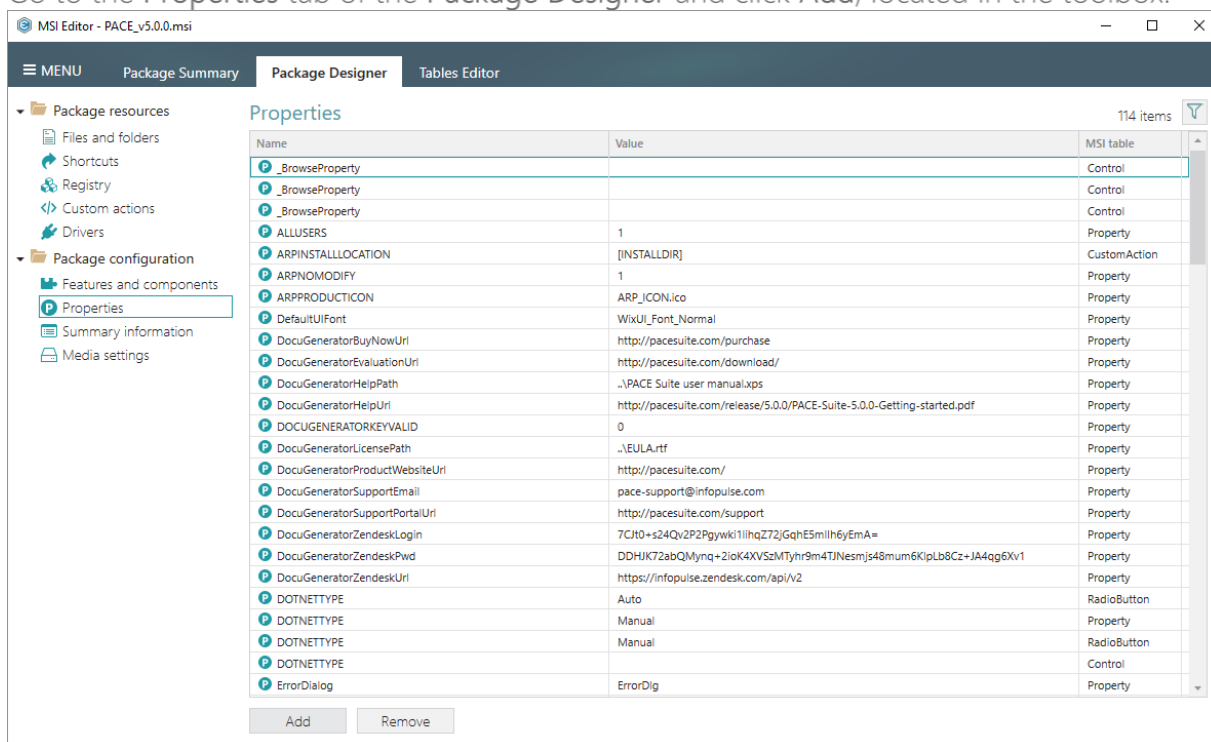 Go to the Properties tab of the Package Designer and click Add, located in the toolbox.
MSI Editor - PACE_v5.0.0.msi
MENU Package Summary Package Designer Tables Editor
Package resources
Files and folders
Shortcuts
Registry
Custom actions
Drivers
Package configuration
Features and components
Properties
Summary information
Media settings
Properties 114 items
Name Value MSI table
_BrowseProperty Control
_BrowseProperty Control
_BrowseProperty Control
ALLUSERS 1 Property
ARPINSTALLLOCATION [INSTALLDIR] CustomAction
ARPNOMODIFY 1 Property
ARPPRODUCTICON ARP_ICON.ico Property
DefaultUIFont WixUI_Font_Normal Property
DocuGeneratorBuyNowUrl http://pacesuite.com/purchase Property
DocuGeneratorEvaluationUrl http://pacesuite.com/download/ Property
DocuGeneratorHelpPath ..\PACE Suite user manual.xps Property
DocuGeneratorHelpUrl http://pacesuite.com/release/5.0.0/PACE-Suite-5.0.0-Getting-started.pdf Property
DOCUGENERATORKEYVALID 0 Property
DocuGeneratorLicensePath ..\EULA.rtf Property
DocuGeneratorProductWebsiteUrl http://pacesuite.com/ Property
DocuGeneratorSupportEmail pace-support@infopulse.com Property
DocuGeneratorSupportPortalUrl http://pacesuite.com/support Property
DocuGeneratorZendeskLogin Property
DocuGeneratorZendeskPwd Property
DocuGeneratorZendeskUrl https://infopulse.zendesk.com/api/v2 Property
DOTNETTYPE Auto RadioButton
DOTNETTYPE Manual Property
DOTNETTYPE Manual RadioButton
DOTNETTYPE Control
ErrorDialog ErrorDlg Property
Add Remove